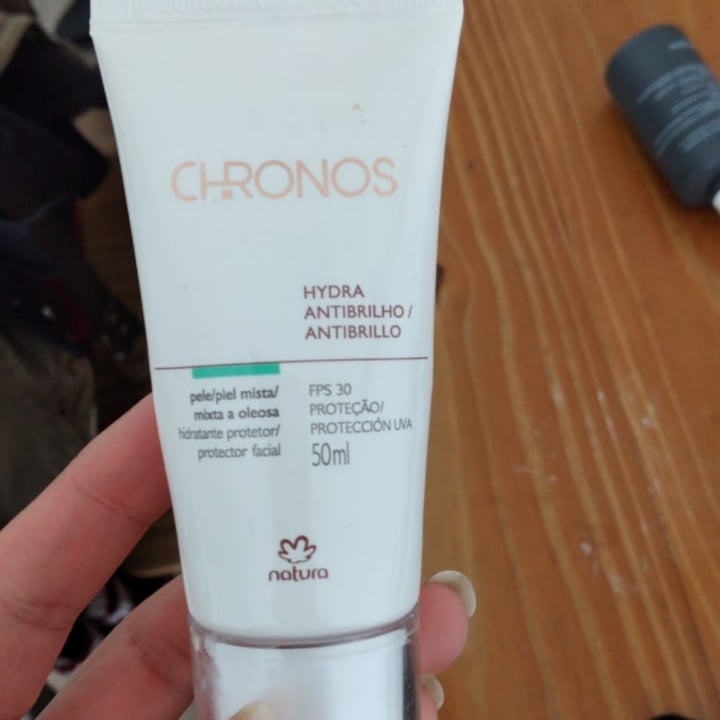 CHRONOS
HYDRA
ANTIBRILHO/
ANTIBRILLO
pele/piel mista/
mixta a oleosa
hidratante protetor/
protector facial
FPS 30
PROTEÇÃO/
PROTECCIÓN UVA
50ml
natura